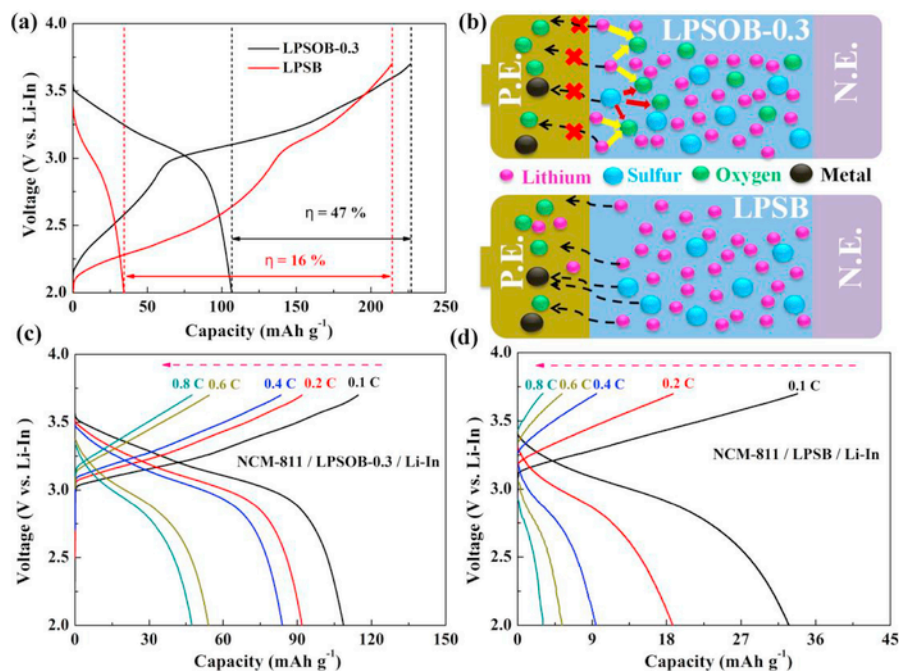 (a)
4.0
3.5
3.0
2.5
2.0
Voltage (V vs. Li-In)
LPSOB-0.3
LPSB
η = 47 %
η = 16 %
0 50 100 150 200 250
Capacity (mAh g-1)
(b)
P.E.
LPSOB-0.3
N.E.
Lithium Sulfur Oxygen Metal
P.E.
LPSB
N.E.
(c)
4.0
3.5
3.0
2.5
2.0
Voltage (V vs. Li-In)
0.8 C 0.6 C 0.4 C 0.2 C 0.1 C
NCM-811 / LPSOB-0.3 / Li-In
0 30 60 90 120 150
Capacity (mAh g-1)
(d)
4.0
3.5
3.0
2.5
2.0
Voltage (V vs. Li-In)
0.8 C 0.6 C 0.4 C 0.2 C 0.1 C
NCM-811 / LPSB / Li-In
0 9 18 27 36 45
Capacity (mAh g-1)